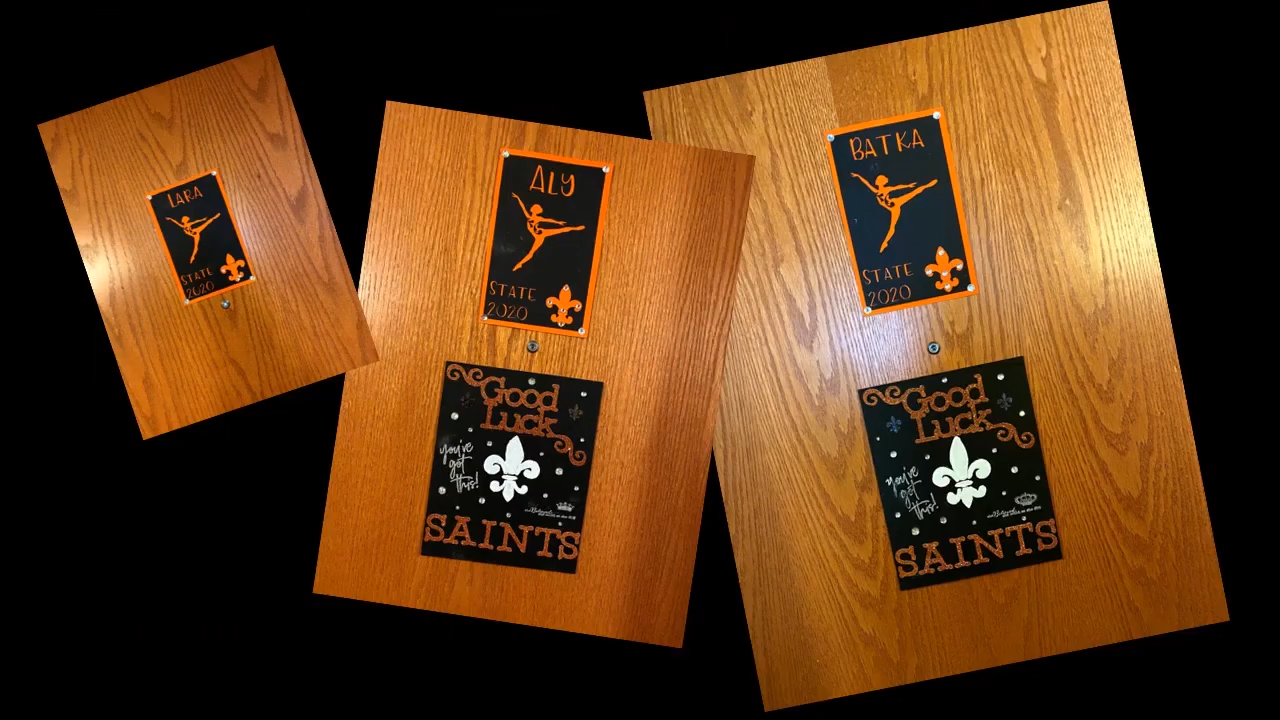 LARA
STATE
2020
ALY
STATE
2020
Good
Luck
you've
got
this!
SAINTS
BATKA
STATE
2020
Good
Luck
you've
got
this!
SAINTS